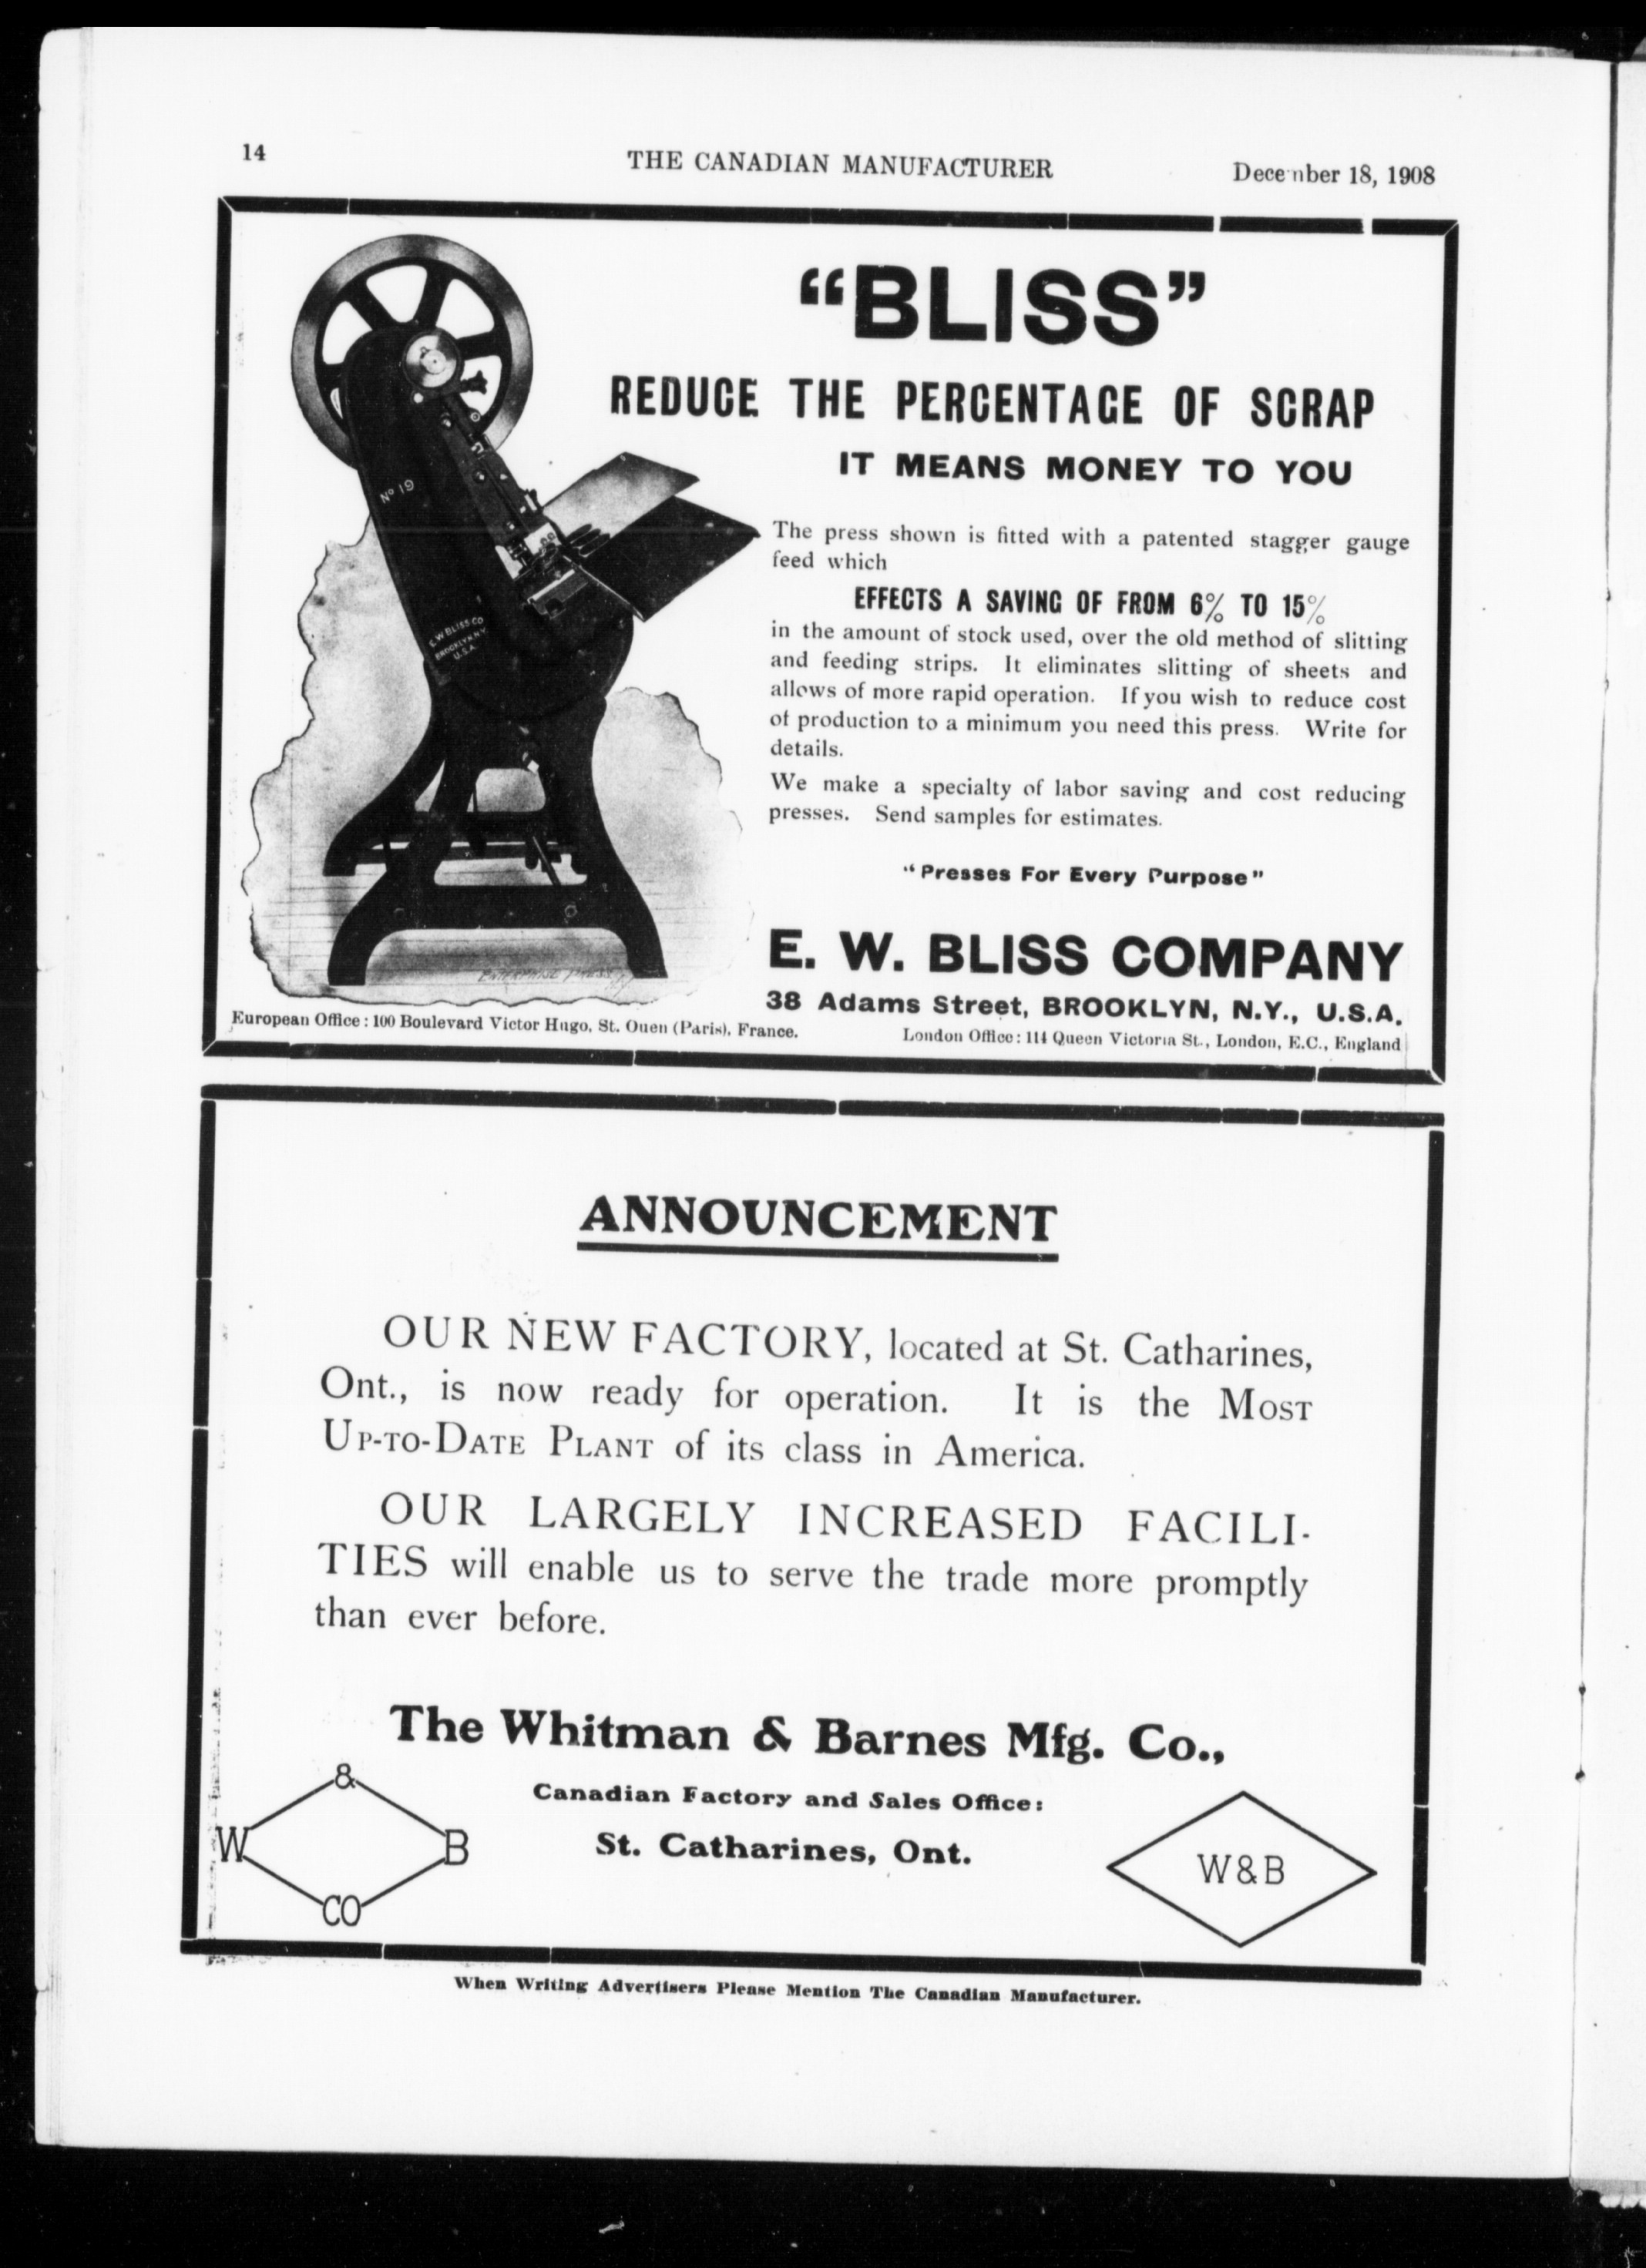 14
THE CANADIAN MANUFACTURER
December 18, 1908
"BLISS"
REDUCE THE PERCENTAGE OF SCRAP
IT MEANS MONEY TO YOU
Nº 19
E. W. BLISS CO
BROOKLYN. N.Y.
U.S.A.
The press shown is fitted with a patented stagger gauge
feed which
EFFECTS A SAVING OF FROM 6% TO 15%
in the amount of stock used, over the old method of slitting
and feeding strips. It eliminates slitting of sheets and
allows of more rapid operation. If you wish to reduce cost
of production to a minimum you need this press. Write for
details.
We make a specialty of labor saving and cost reducing
presses. Send samples for estimates.
"Presses For Every Purpose"
ENTERPRISE PRESS
E. W. BLISS COMPANY
38 Adams Street, BROOKLYN, N.Y., U.S.A.
European Office: 100 Boulevard Victor Hugo, St. Ouen (Paris), France.
London Office: 114 Queen Victoria St., London, E.C., England
ANNOUNCEMENT
OUR NEW FACTORY, located at St. Catharines,
Ont., is now ready for operation. It is the MOST
UP-TO-DATE PLANT of its class in America.
OUR LARGELY INCREASED FACILI-
TIES will enable us to serve the trade more promptly
than ever before.
The Whitman & Barnes Mfg. Co.,
Canadian Factory and Sales Office:
St. Catharines, Ont.
&
W B
CO
W & B
When Writing Advertisers Please Mention The Canadian Manufacturer.